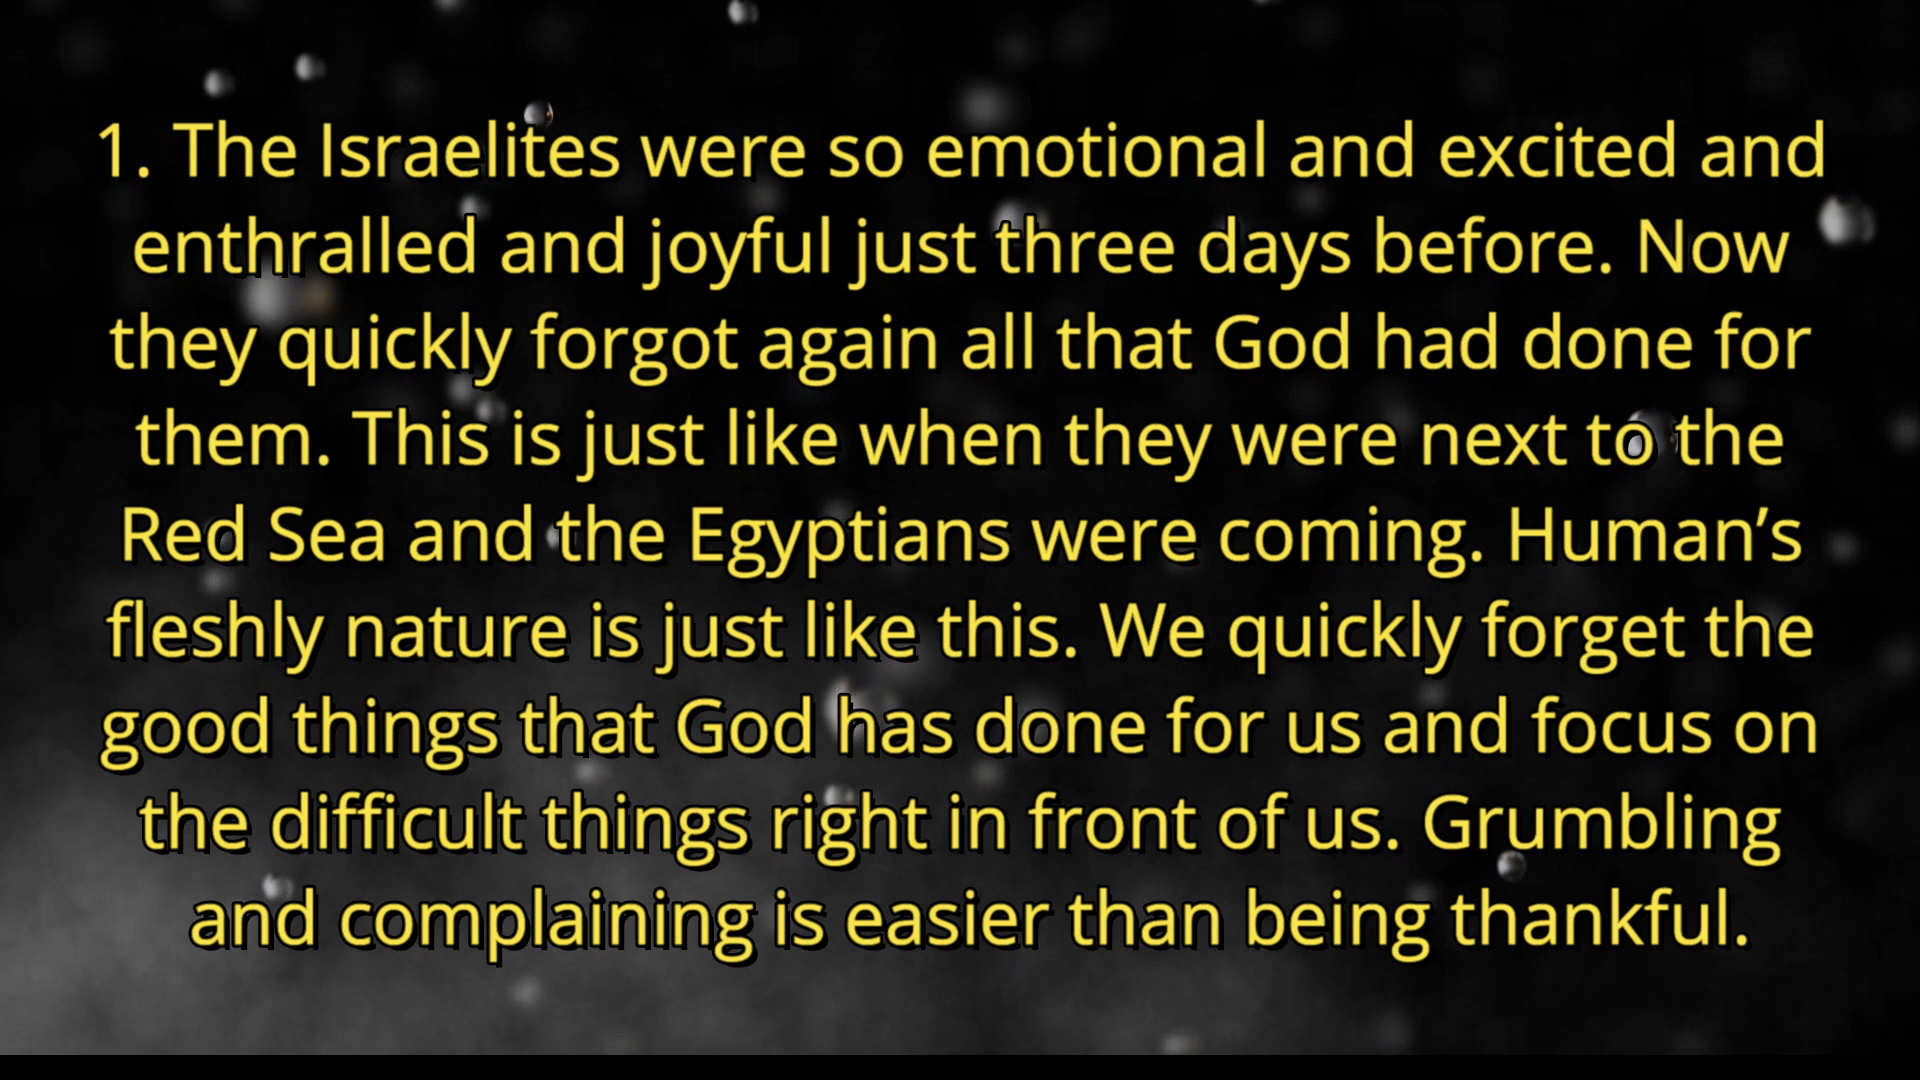 1. The Israelites were so emotional and excited and
enthralled and joyful just three days before. Now
they quickly forgot again all that God had done for
them. This is just like when they were next to the
Red Sea and the Egyptians were coming. Human’s
fleshly nature is just like this. We quickly forget the
good things that God has done for us and focus on
the difficult things right in front of us. Grumbling
and complaining is easier than being thankful.